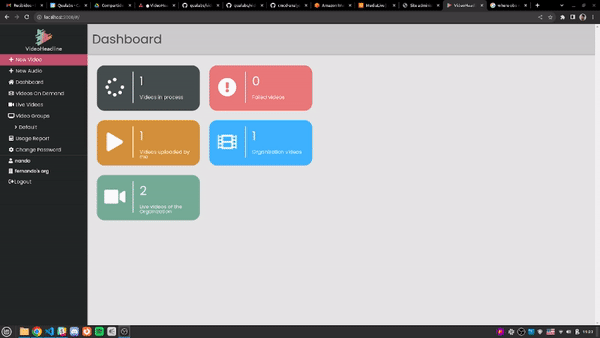 localhost
VideoHeadline
New Video
New Audio
Dashboard
Videos On Demand
Live Videos
Video Groups
> Default
Usage Report
Change Password
nando
fernando's org
Logout
Dashboard
1
Videos in process
0
Failed videos
1
Videos uploaded by me
1
Organization videos
2
Live videos of the Organization